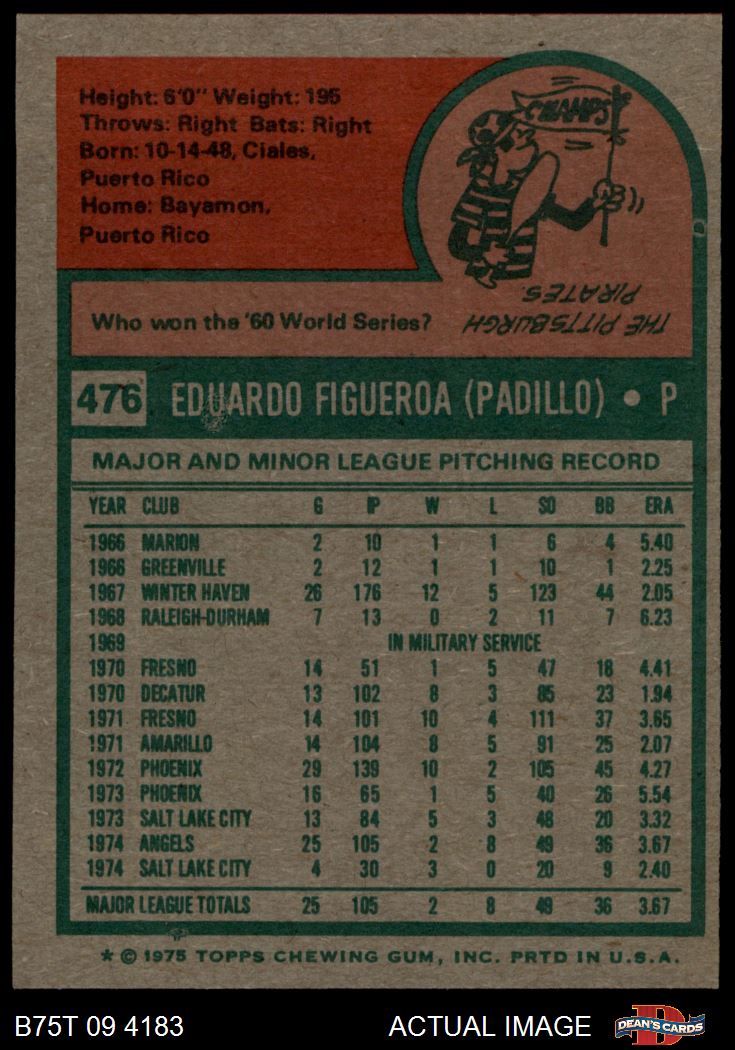 Height: 6'0" Weight: 195
Throws: Right Bats: Right
Born: 10-14-48, Ciales,
Puerto Rico
Home: Bayamon,
Puerto Rico
CHAMPS
THE PITTSBURGH
PIRATES.
Who won the '60 World Series?
476 EDUARDO FIGUEROA (PADILLO) • P
MAJOR AND MINOR LEAGUE PITCHING RECORD
YEAR CLUB G IP W L SO BB ERA
1966 MARION 2 10 1 1 6 4 5.40
1966 GREENVILLE 2 12 1 1 10 1 2.25
1967 WINTER HAVEN 26 176 12 5 123 44 2.05
1968 RALEIGH-DURHAM 7 13 0 2 11 7 6.23
1969 IN MILITARY SERVICE
1970 FRESNO 14 51 1 5 47 18 4.41
1970 DECATUR 13 102 8 3 85 23 1.94
1971 FRESNO 14 101 10 4 111 37 3.65
1971 AMARILLO 14 104 8 5 91 25 2.07
1972 PHOENIX 29 139 10 2 105 45 4.27
1973 PHOENIX 16 65 1 5 40 26 5.54
1973 SALT LAKE CITY 13 84 5 3 48 20 3.32
1974 ANGELS 25 105 2 8 49 36 3.67
1974 SALT LAKE CITY 4 30 3 0 20 9 2.40
MAJOR LEAGUE TOTALS 25 105 2 8 49 36 3.67
* © 1975 TOPPS CHEWING GUM, INC. PRTD IN U.S.A.
B75T 09 4183 ACTUAL IMAGE DEAN'S CARDS